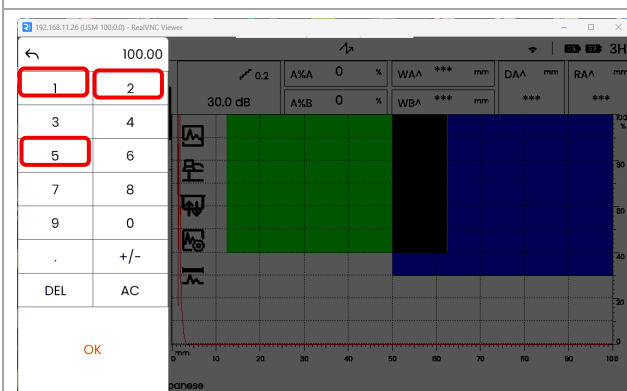 192.168.11.26 (USM 100:0.0) - RealVNC Viewer
100.00
1 2
3 4
5 6
7 8
9 0
. +/-
DEL AC
OK
0.2
30.0 dB
A%A 0 %
A%B 0 %
WA^ *** mm
WB^ *** mm
DA^ mm
***
RA^ mm
***
3H
100
%
80
60
40
20
0
mm 10 20 30 40 50 60 70 80 90 100
panese